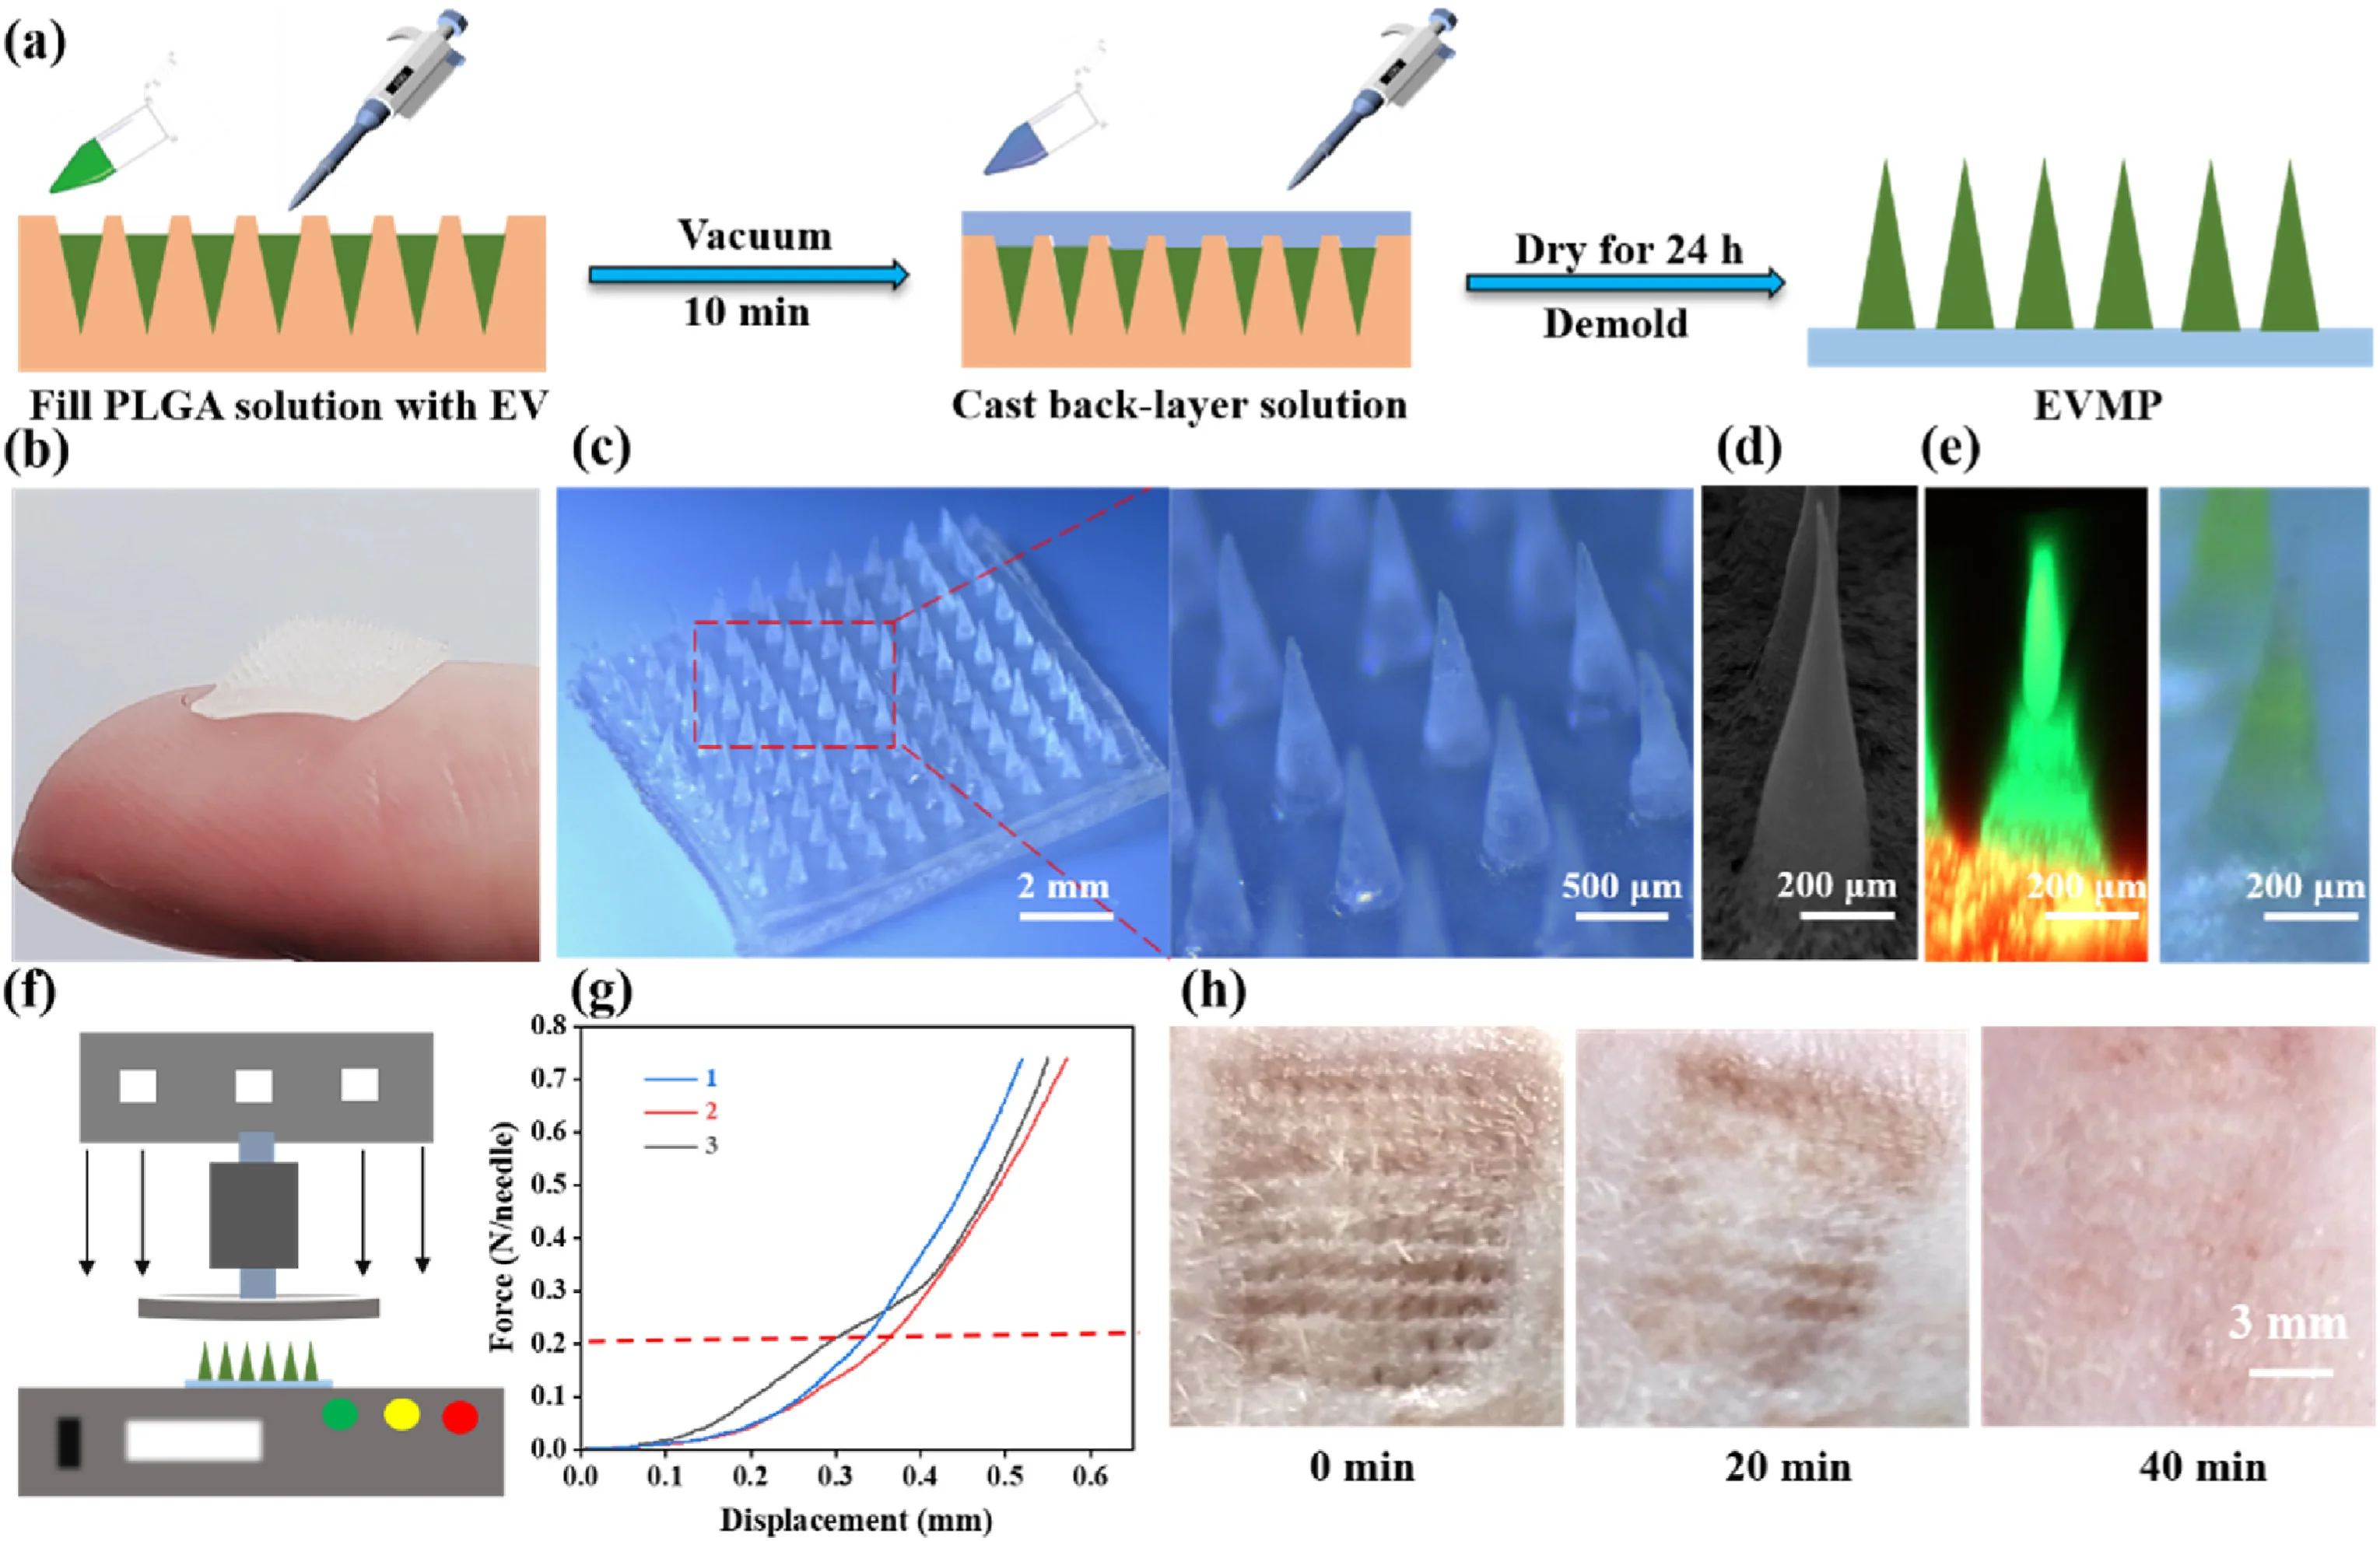 (a)
Vacuum
10 min
Dry for 24 h
Demold
Fill PLGA solution with EV
Cast back-layer solution
EVMP
(b)
(c)
(d)
(e)
2 mm
500 μm
200 μm
200 μm
200 μm
(f)
(g)
(h)
Force (N/needle)
0.8
0.7
0.6
0.5
0.4
0.3
0.2
0.1
0.0
1
2
3
0.0 0.1 0.2 0.3 0.4 0.5 0.6
Displacement (mm)
3 mm
0 min
20 min
40 min